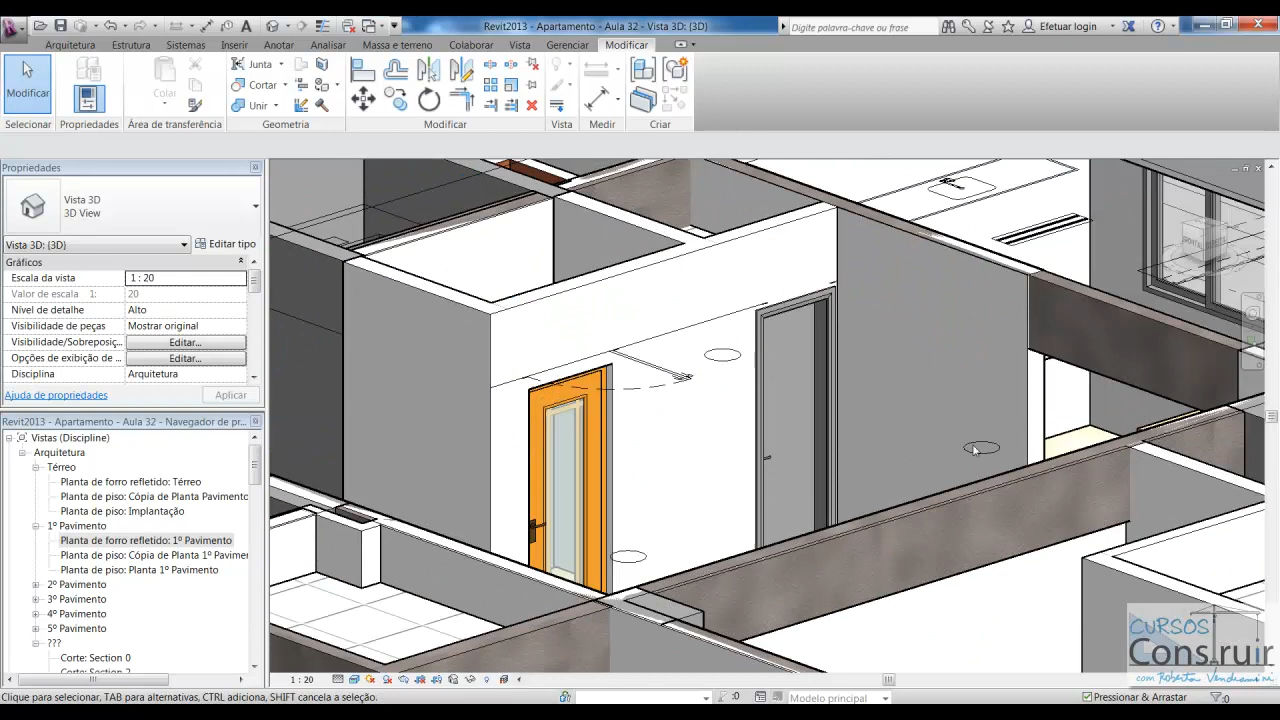 Revit2013 - Apartamento - Aula 32 - Vista 3D: {3D}
Digite palavra-chave ou frase
Efetuar login
Arquitetura Estrutura Sistemas Inserir Anotar Analisar Massa e terreno Colaborar Vista Gerenciar Modificar
Modificar
Colar
Junta
Cortar
Unir
Selecionar Propriedades Área de transferência Geometria Modificar Vista Medir Criar
Propriedades
Vista 3D
3D View
Vista 3D: {3D} Editar tipo
Gráficos
Escala da vista 1 : 20
Valor de escala 1: 20
Nível de detalhe Alto
Visibilidade de peças Mostrar original
Visibilidade/Sobreposiç... Editar...
Opções de exibição de ... Editar...
Disciplina Arquitetura
Ajuda de propriedades Aplicar
Revit2013 - Apartamento - Aula 32 - Navegador de pr...
Vistas (Discipline)
Arquitetura
Térreo
Planta de forro refletido: Térreo
Planta de piso: Cópia de Planta Pavimento
Planta de piso: Implantação
1º Pavimento
Planta de forro refletido: 1º Pavimento
Planta de piso: Cópia de Planta 1º Pavimer
Planta de piso: Planta 1º Pavimento
2º Pavimento
3º Pavimento
4º Pavimento
5º Pavimento
???
Corte: Section 0
Corte: Section 2
CURSOS
Construir
com Roberta Vendramini
1 : 20
Clique para selecionar, TAB para alternativas, CTRL adiciona, SHIFT cancela a seleção.
:0
Modelo principal
Pressionar & Arrastar
:0